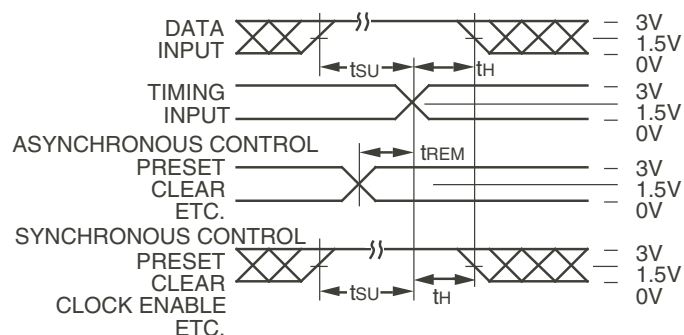 DATA
INPUT
3V
1.5V
0V
tSU
tH
TIMING
INPUT
3V
1.5V
0V
ASYNCHRONOUS CONTROL
PRESET
CLEAR
ETC.
tREM
3V
1.5V
0V
SYNCHRONOUS CONTROL
PRESET
CLEAR
CLOCK ENABLE
ETC.
tSU
tH
3V
1.5V
0V